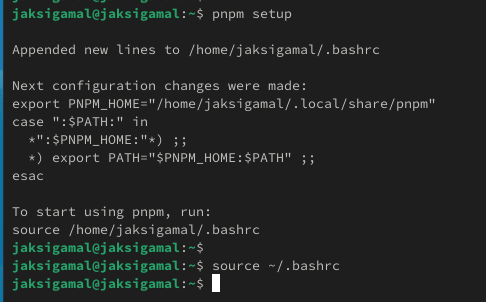 jaksigamal@jaksigamal:~$ pnpm setup
Appended new lines to /home/jaksigamal/.bashrc
Next configuration changes were made:
export PNPM_HOME="/home/jaksigamal/.local/share/pnpm"
case ":$PATH:" in
  *":$PNPM_HOME:"*) ;;
  *) export PATH="$PNPM_HOME:$PATH" ;;
esac
To start using pnpm, run:
source /home/jaksigamal/.bashrc
jaksigamal@jaksigamal:~$
jaksigamal@jaksigamal:~$ source ~/.bashrc
jaksigamal@jaksigamal:~$